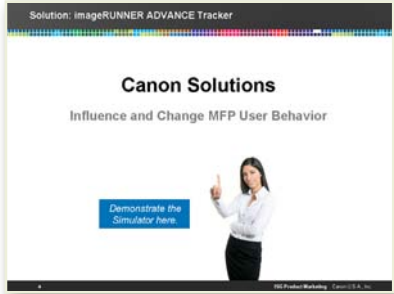 Solution: imageRUNNER ADVANCE Tracker
Canon Solutions
Influence and Change MFP User Behavior
Demonstrate the
Simulator here.
ISG Product Marketing Canon U.S.A., Inc.